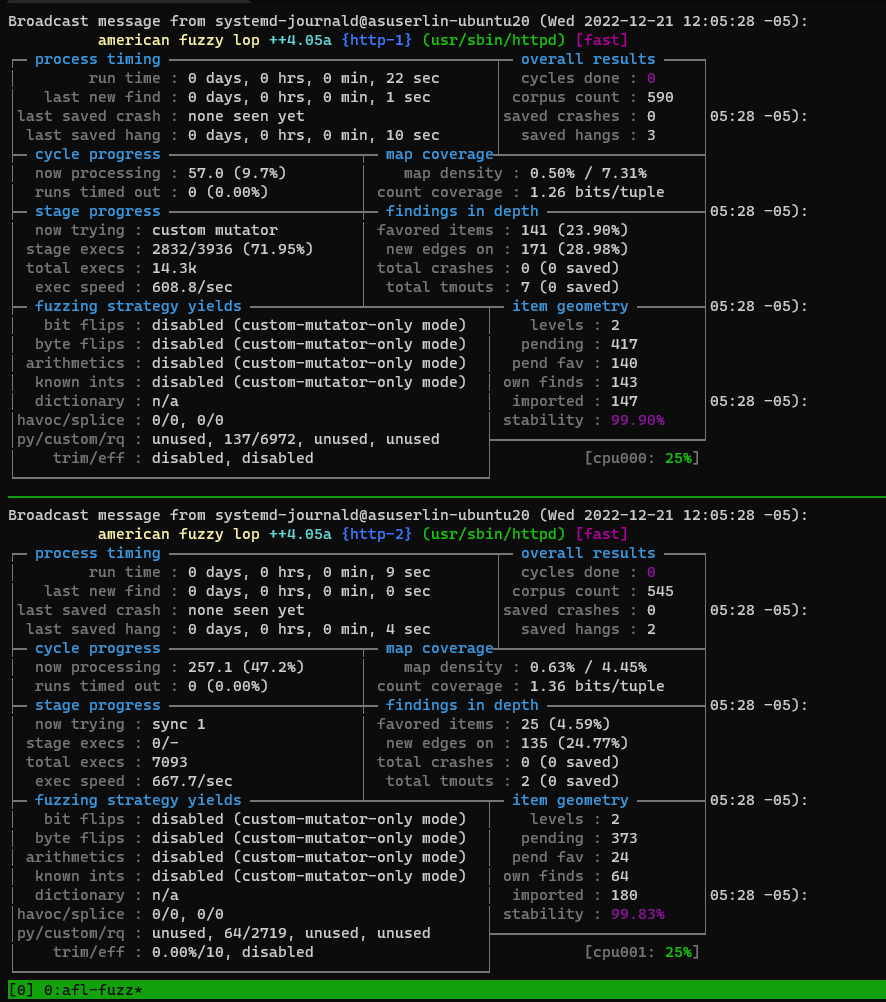 Broadcast message from systemd-journald@asuserlin-ubuntu20 (Wed 2022-12-21 12:05:28 -05):
american fuzzy lop ++4.05a {http-1} (usr/sbin/httpd) [fast]
process timing overall results
run time : 0 days, 0 hrs, 0 min, 22 sec cycles done : 0
last new find : 0 days, 0 hrs, 0 min, 1 sec corpus count : 590
last saved crash : none seen yet saved crashes : 0 05:28 -05):
last saved hang : 0 days, 0 hrs, 0 min, 10 sec saved hangs : 3
cycle progress map coverage
now processing : 57.0 (9.7%) map density : 0.50% / 7.31%
runs timed out : 0 (0.00%) count coverage : 1.26 bits/tuple
stage progress findings in depth 05:28 -05):
now trying : custom mutator favored items : 141 (23.90%)
stage execs : 2832/3936 (71.95%) new edges on : 171 (28.98%)
total execs : 14.3k total crashes : 0 (0 saved)
exec speed : 608.8/sec total tmouts : 7 (0 saved)
fuzzing strategy yields item geometry 05:28 -05):
bit flips : disabled (custom-mutator-only mode) levels : 2
byte flips : disabled (custom-mutator-only mode) pending : 417
arithmetics : disabled (custom-mutator-only mode) pend fav : 140
known ints : disabled (custom-mutator-only mode) own finds : 143
dictionary : n/a imported : 147 05:28 -05):
havoc/splice : 0/0, 0/0 stability : 99.90%
py/custom/rq : unused, 137/6972, unused, unused
trim/eff : disabled, disabled [cpu000: 25%]
Broadcast message from systemd-journald@asuserlin-ubuntu20 (Wed 2022-12-21 12:05:28 -05):
american fuzzy lop ++4.05a {http-2} (usr/sbin/httpd) [fast]
process timing overall results
run time : 0 days, 0 hrs, 0 min, 9 sec cycles done : 0
last new find : 0 days, 0 hrs, 0 min, 0 sec corpus count : 545
last saved crash : none seen yet saved crashes : 0 05:28 -05):
last saved hang : 0 days, 0 hrs, 0 min, 4 sec saved hangs : 2
cycle progress map coverage
now processing : 257.1 (47.2%) map density : 0.63% / 4.45%
runs timed out : 0 (0.00%) count coverage : 1.36 bits/tuple
stage progress findings in depth 05:28 -05):
now trying : sync 1 favored items : 25 (4.59%)
stage execs : 0/- new edges on : 135 (24.77%)
total execs : 7093 total crashes : 0 (0 saved)
exec speed : 667.7/sec total tmouts : 2 (0 saved)
fuzzing strategy yields item geometry 05:28 -05):
bit flips : disabled (custom-mutator-only mode) levels : 2
byte flips : disabled (custom-mutator-only mode) pending : 373
arithmetics : disabled (custom-mutator-only mode) pend fav : 24
known ints : disabled (custom-mutator-only mode) own finds : 64
dictionary : n/a imported : 180 05:28 -05):
havoc/splice : 0/0, 0/0 stability : 99.83%
py/custom/rq : unused, 64/2719, unused, unused
trim/eff : 0.00%/10, disabled [cpu001: 25%]
[0] 0:afl-fuzz*